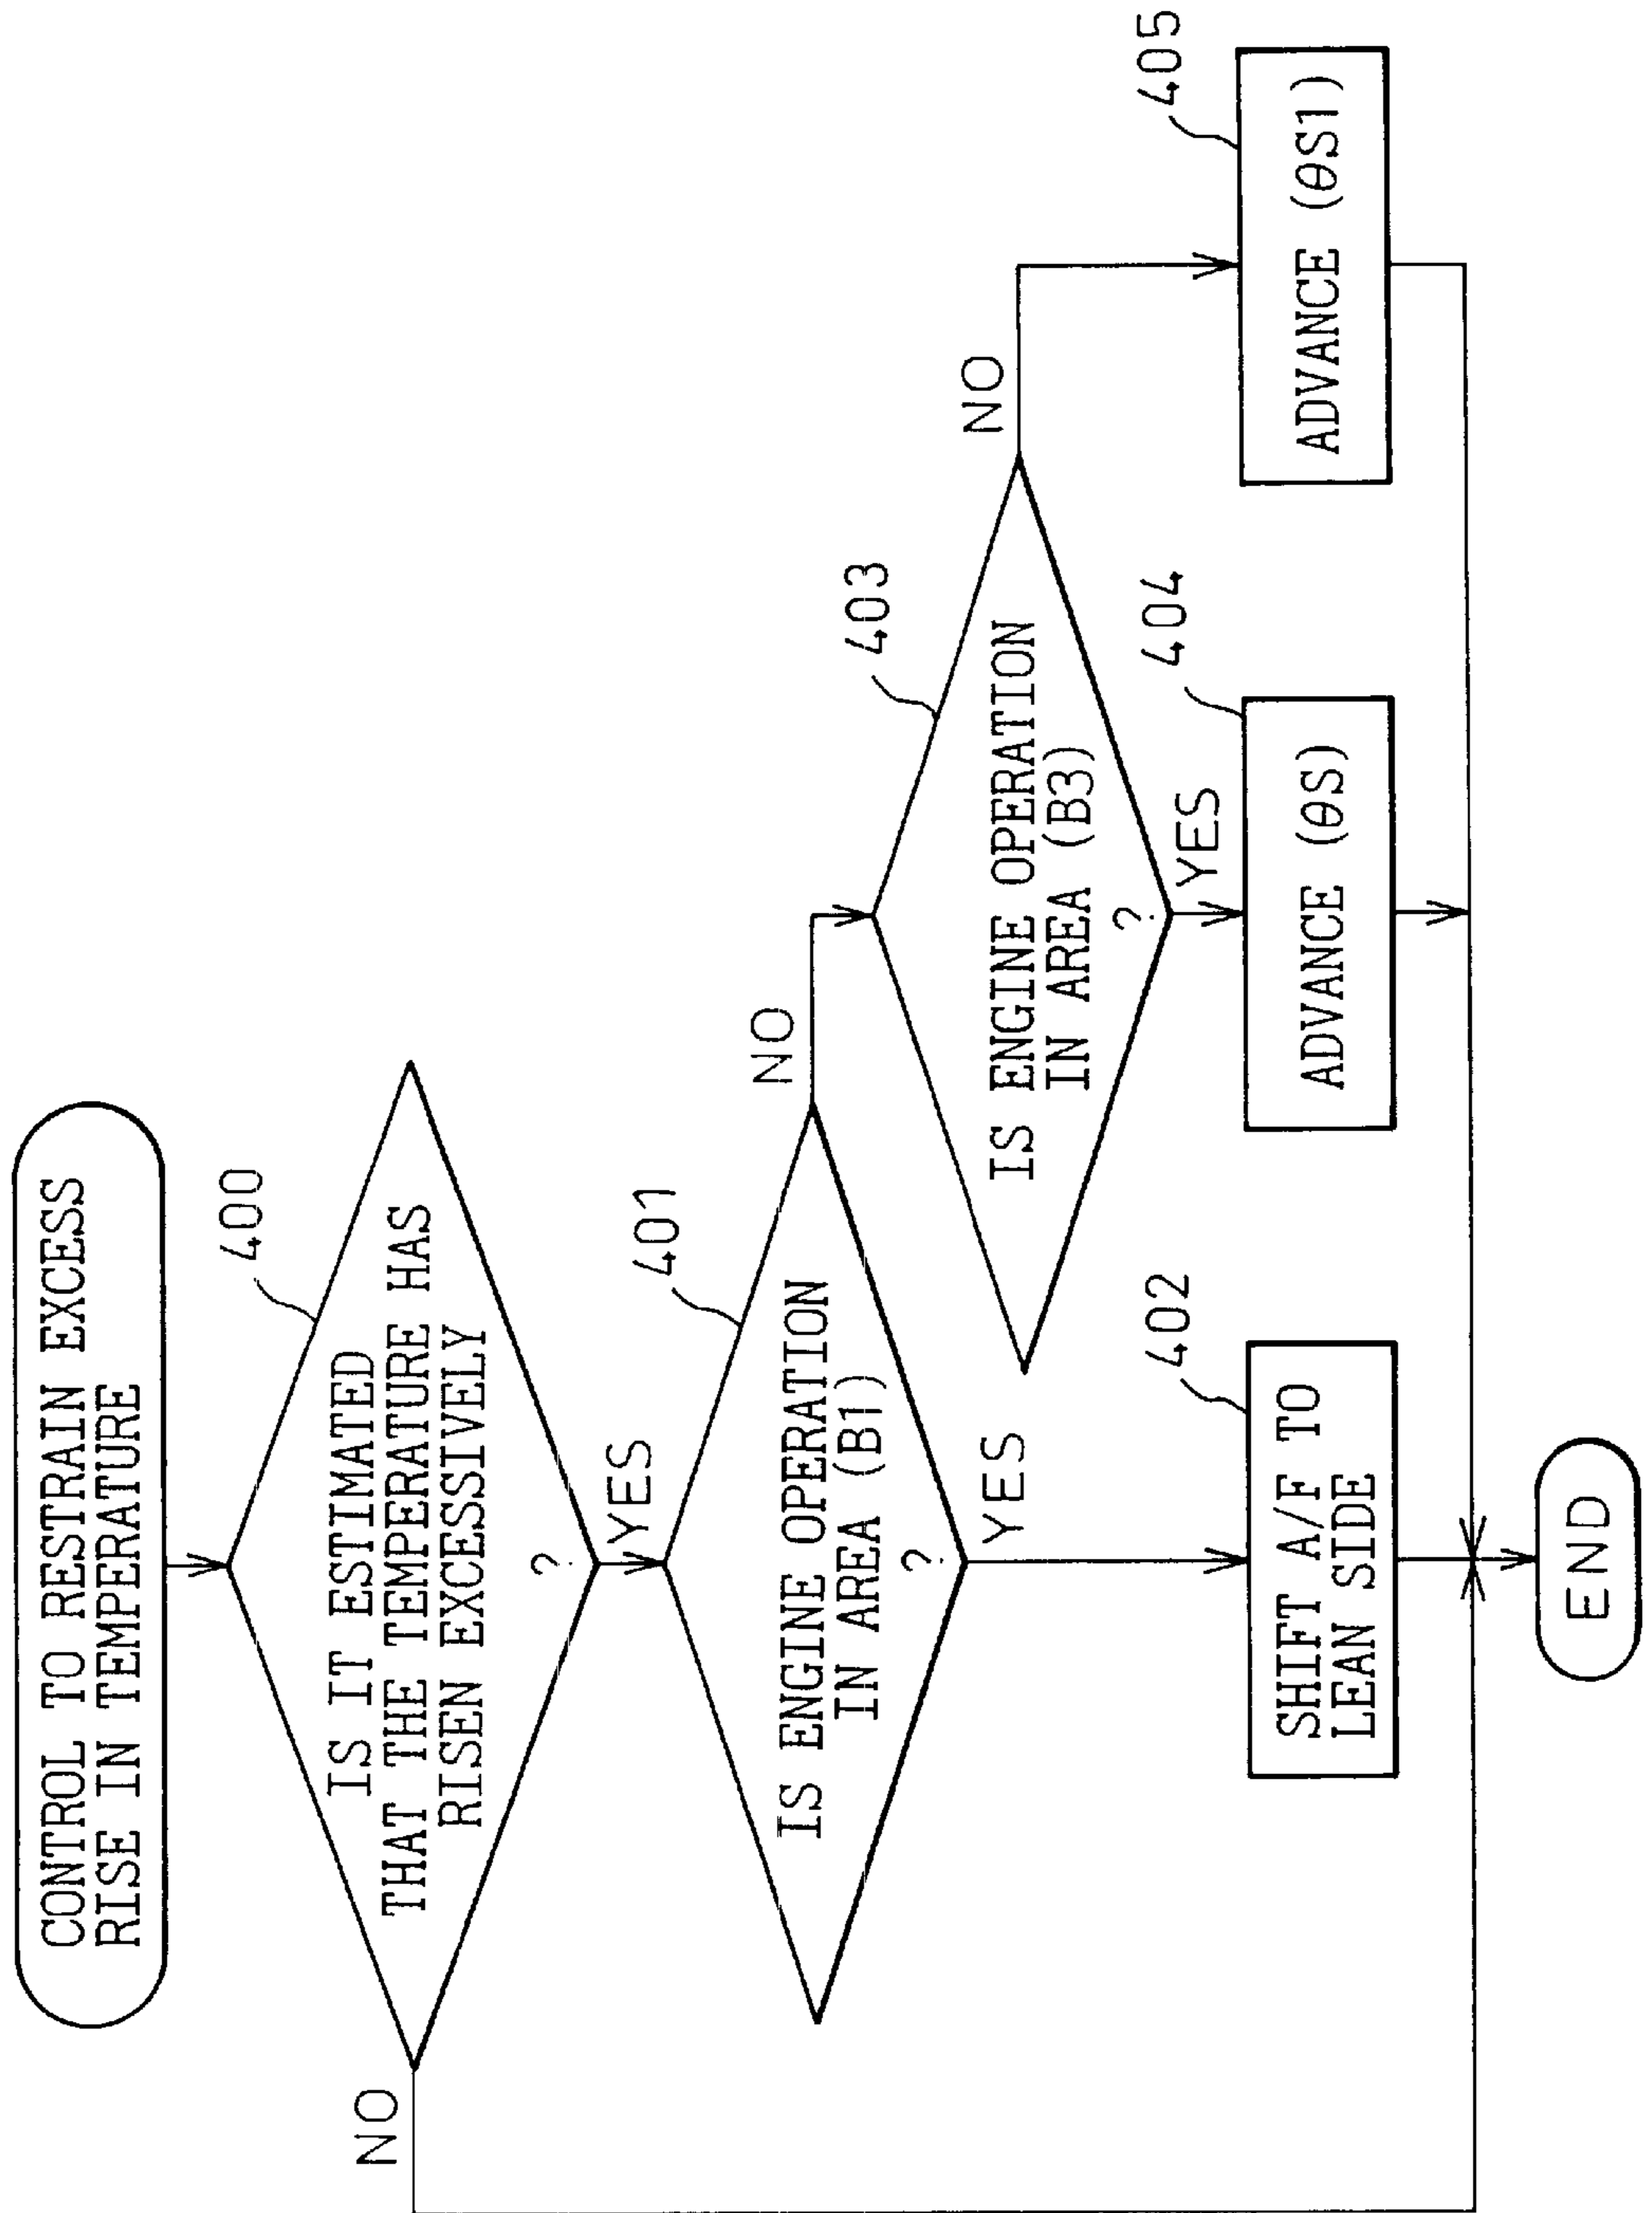 CONTROL TO RESTRAIN EXCESS
RISE IN TEMPERATURE
400
IS IT ESTIMATED
THAT THE TEMPERATURE HAS
RISEN EXCESSIVELY
?
NO
YES
401
IS ENGINE OPERATION
IN AREA (B1)
?
NO
YES
403
IS ENGINE OPERATION
IN AREA (B3)
?
NO
YES
402
SHIFT A/F TO
LEAN SIDE
404
ADVANCE (θS)
405
ADVANCE (θS1)
END